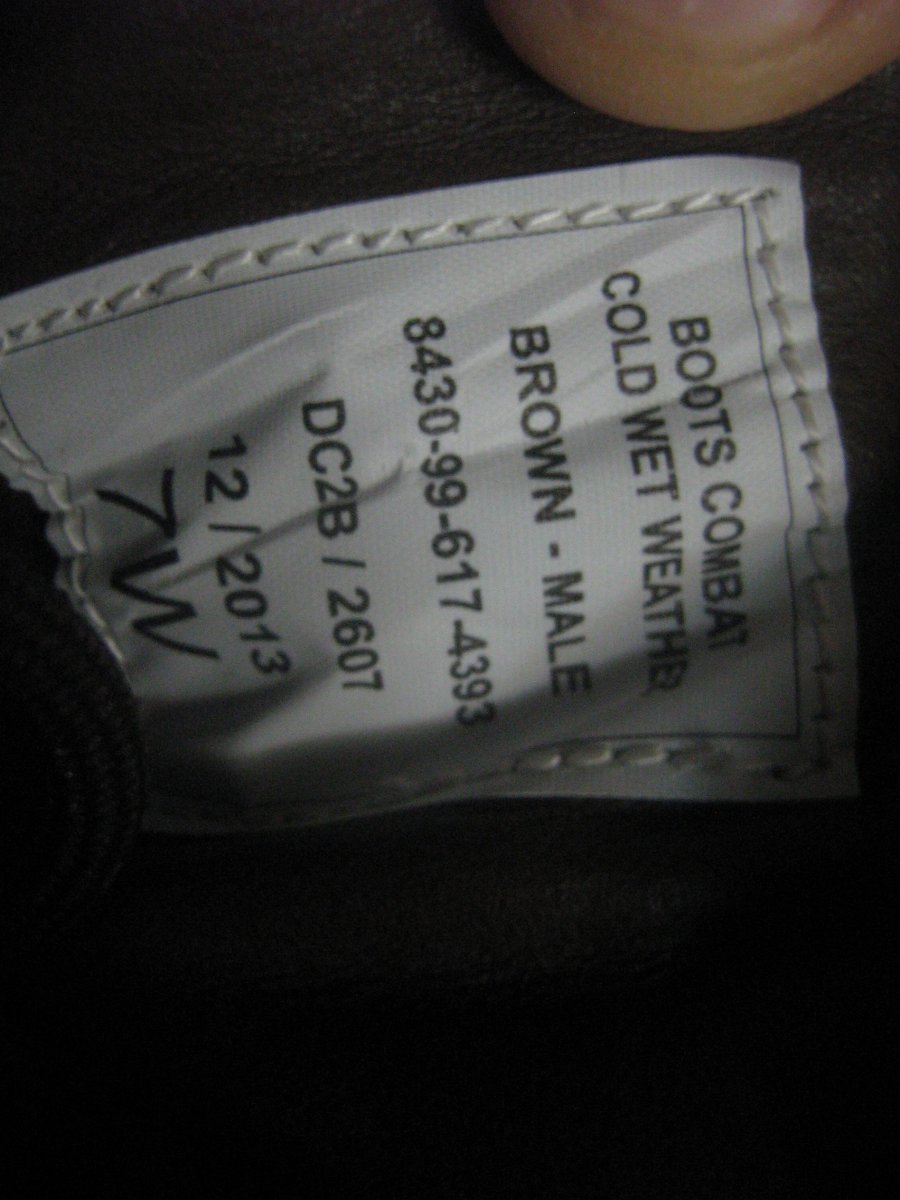 BOOTS COMBAT
COLD WET WEATHER
BROWN - MALE
8430-99-617-4393
DC2B / 2607
12 / 2013
7W